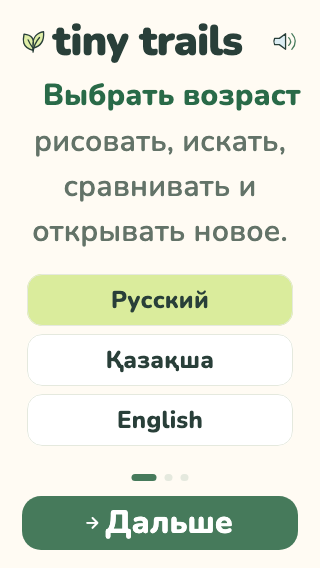 tiny trails
Выбрать возраст
рисовать, искать,
сравнивать и
открывать новое.
Русский
Қазақша
English
→ Дальше